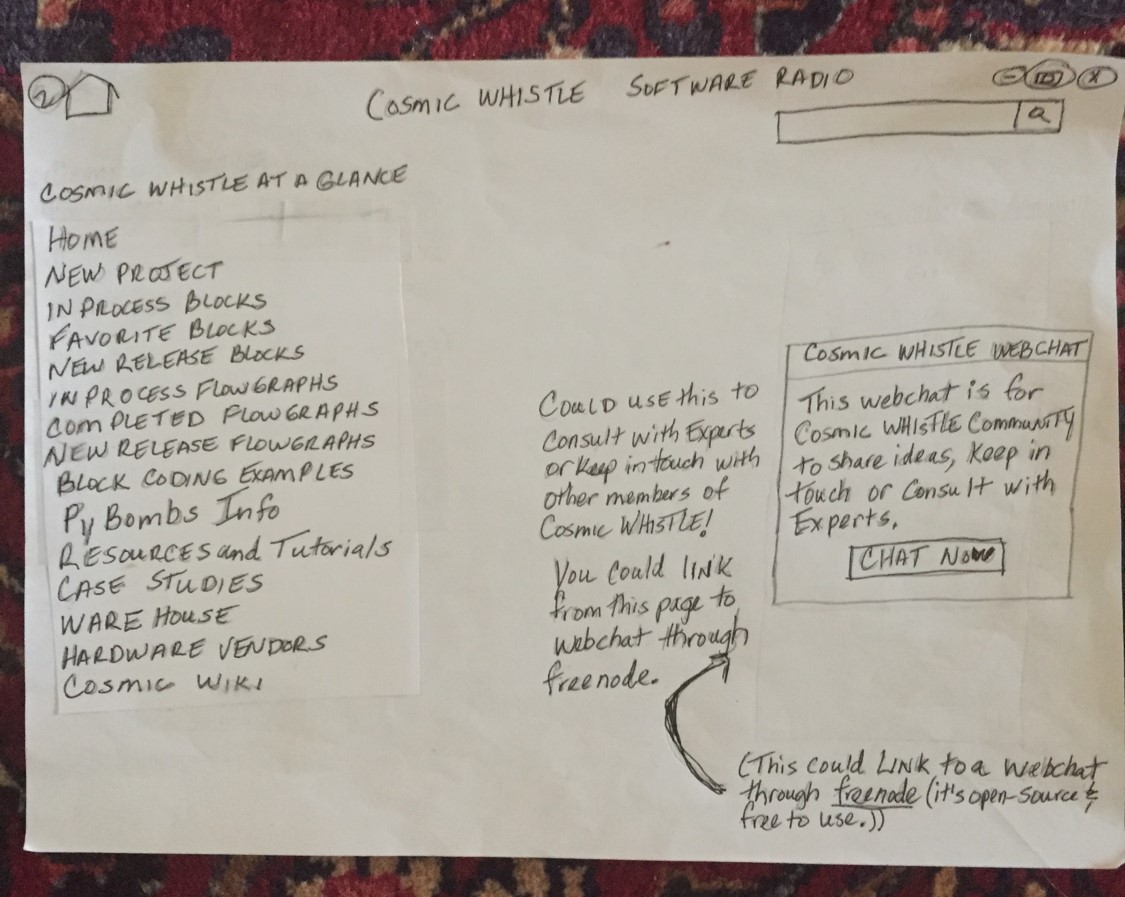 2
COSMIC WHISTLE SOFTWARE RADIO
COSMIC WHISTLE AT A GLANCE
HOME
NEW PROJECT
IN PROCESS BLOCKS
FAVORITE BLOCKS
NEW RELEASE BLOCKS
IN PROCESS FLOWGRAPHS
COMPLETED FLOWGRAPHS
NEW RELEASE FLOWGRAPHS
BLOCK CODING EXAMPLES
Py Bombs Info
RESOURCES and Tutorials
CASE STUDIES
WARE HOUSE
HARDWARE VENDORS
COSMIC WIKI
COULD USE this to
Consult with Experts
or Keep in touch with
other members of
Cosmic WHISTLE!
You could link
from this page to
webchat through
freenode.
COSMIC WHISTLE WEBCHAT
This webchat is for
Cosmic WHISTLE Community
to share ideas, Keep in
touch or Consult with
Experts.
CHAT NOW
(This could LINK to a webchat
through freenode (it's open-source &
free to use.))